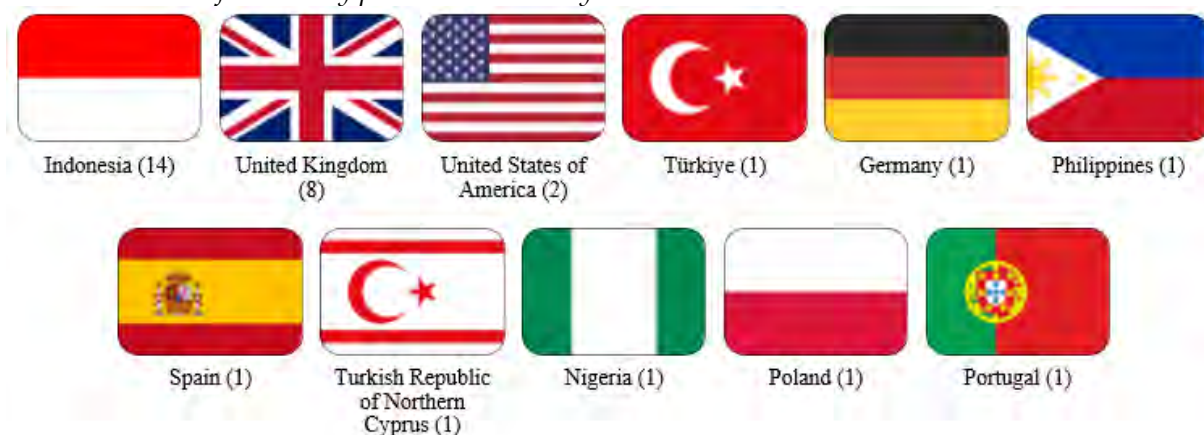 Indonesia (14)
United Kingdom
(8)
United States of
America (2)
Türkiye (1)
Germany (1)
Philippines (1)
Spain (1)
Turkish Republic
of Northern
Cyprus (1)
Nigeria (1)
Poland (1)
Portugal (1)